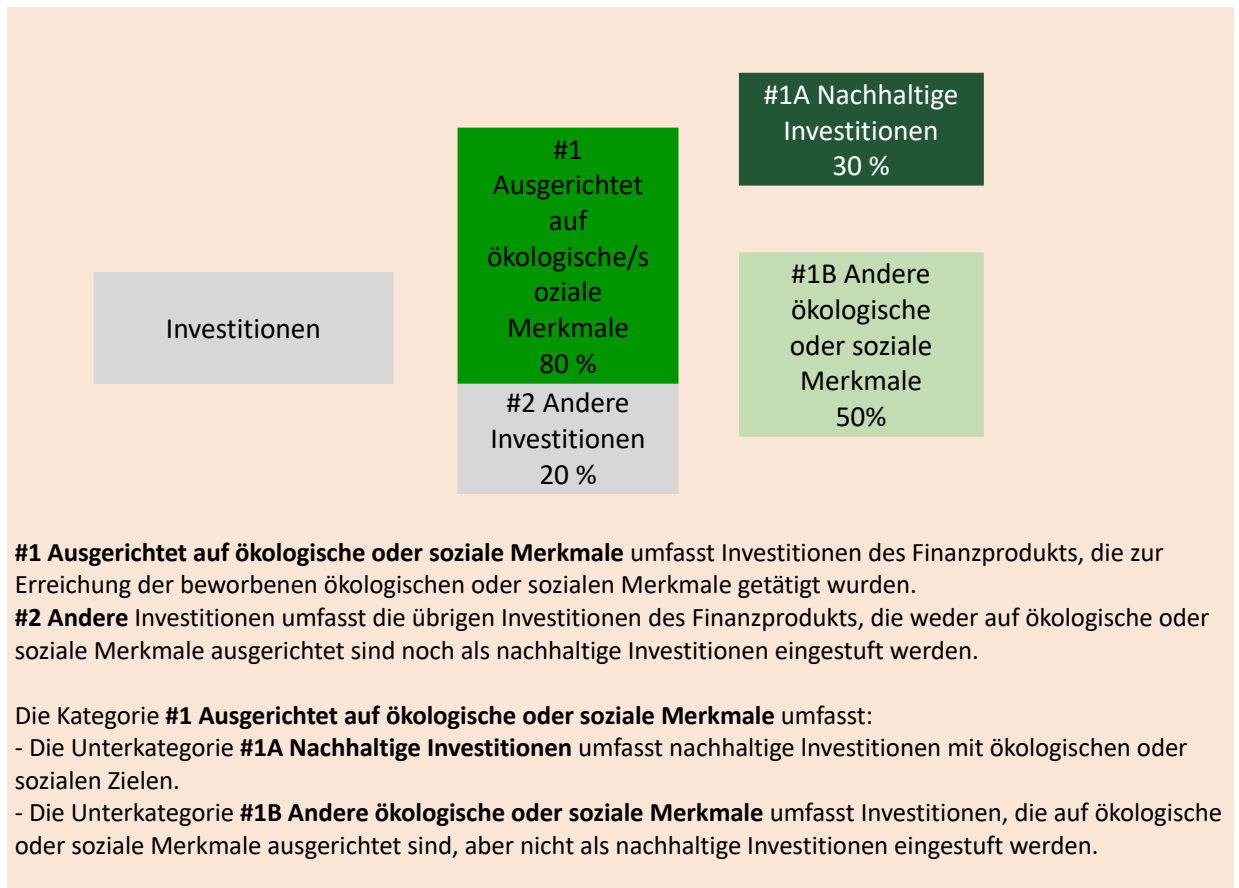 #1A Nachhaltige
Investitionen
30 %
#1
Ausgerichtet
auf
ökologische/s
oziale
Merkmale
80 %
#1B Andere
ökologische
oder soziale
Merkmale
50%
Investitionen
#2 Andere
Investitionen
20 %
#1 Ausgerichtet auf ökologische oder soziale Merkmale umfasst Investitionen des Finanzprodukts, die zur
Erreichung der beworbenen ökologischen oder sozialen Merkmale getätigt wurden.
#2 Andere Investitionen umfasst die übrigen Investitionen des Finanzprodukts, die weder auf ökologische oder
soziale Merkmale ausgerichtet sind noch als nachhaltige Investitionen eingestuft werden.
Die Kategorie #1 Ausgerichtet auf ökologische oder soziale Merkmale umfasst:
- Die Unterkategorie #1A Nachhaltige Investitionen umfasst nachhaltige Investitionen mit ökologischen oder
sozialen Zielen.
- Die Unterkategorie #1B Andere ökologische oder soziale Merkmale umfasst Investitionen, die auf ökologische
oder soziale Merkmale ausgerichtet sind, aber nicht als nachhaltige Investitionen eingestuft werden.